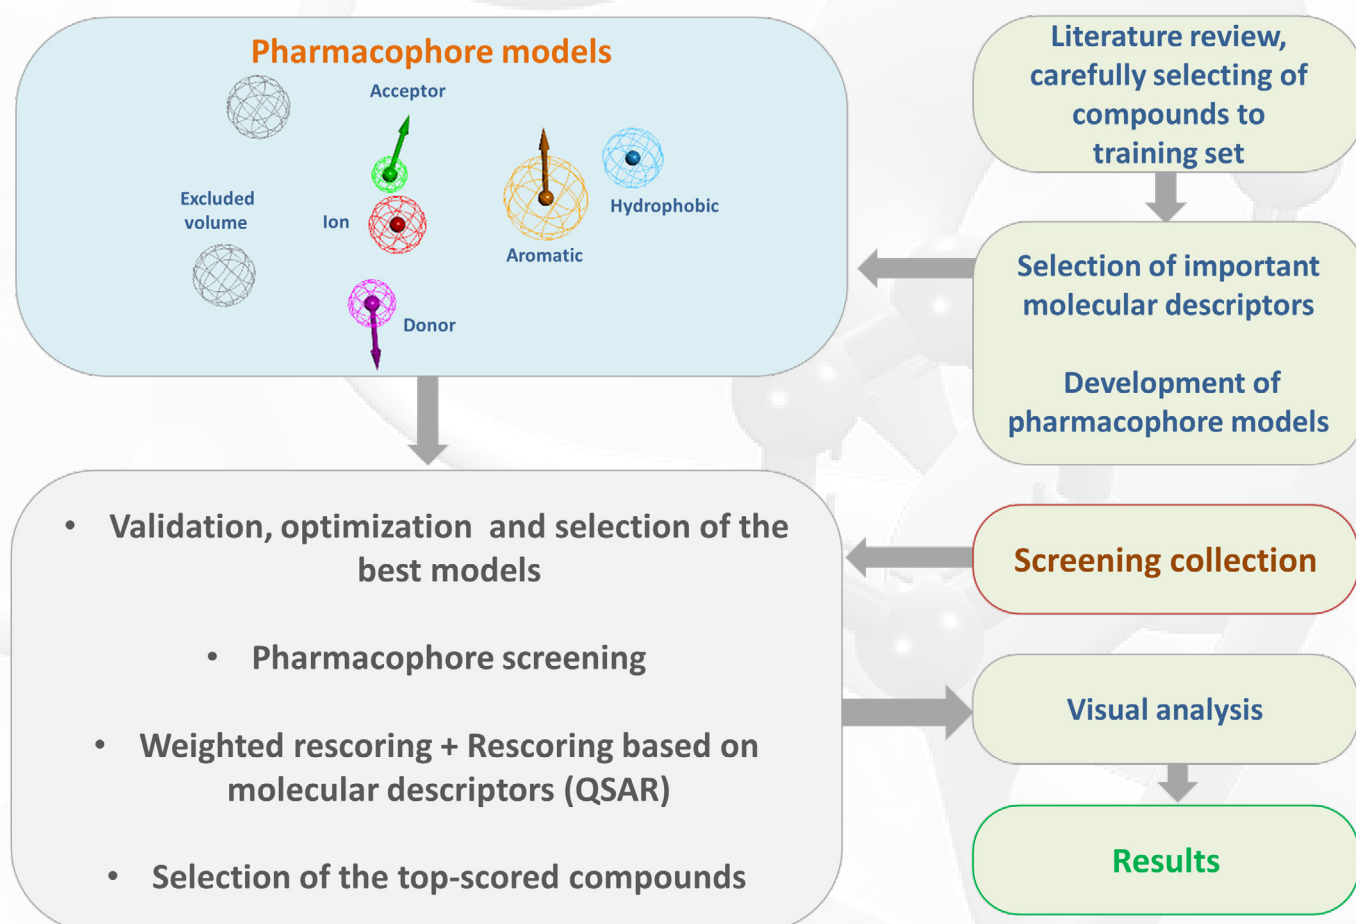 Pharmacophore models
Acceptor
Excluded
volume
Ion
Hydrophobic
Aromatic
Donor
Literature review,
carefully selecting of
compounds to
training set
Selection of important
molecular descriptors
Development of
pharmacophore models
• Validation, optimization and selection of the
best models
• Pharmacophore screening
• Weighted rescoring + Rescoring based on
molecular descriptors (QSAR)
• Selection of the top-scored compounds
Screening collection
Visual analysis
Results